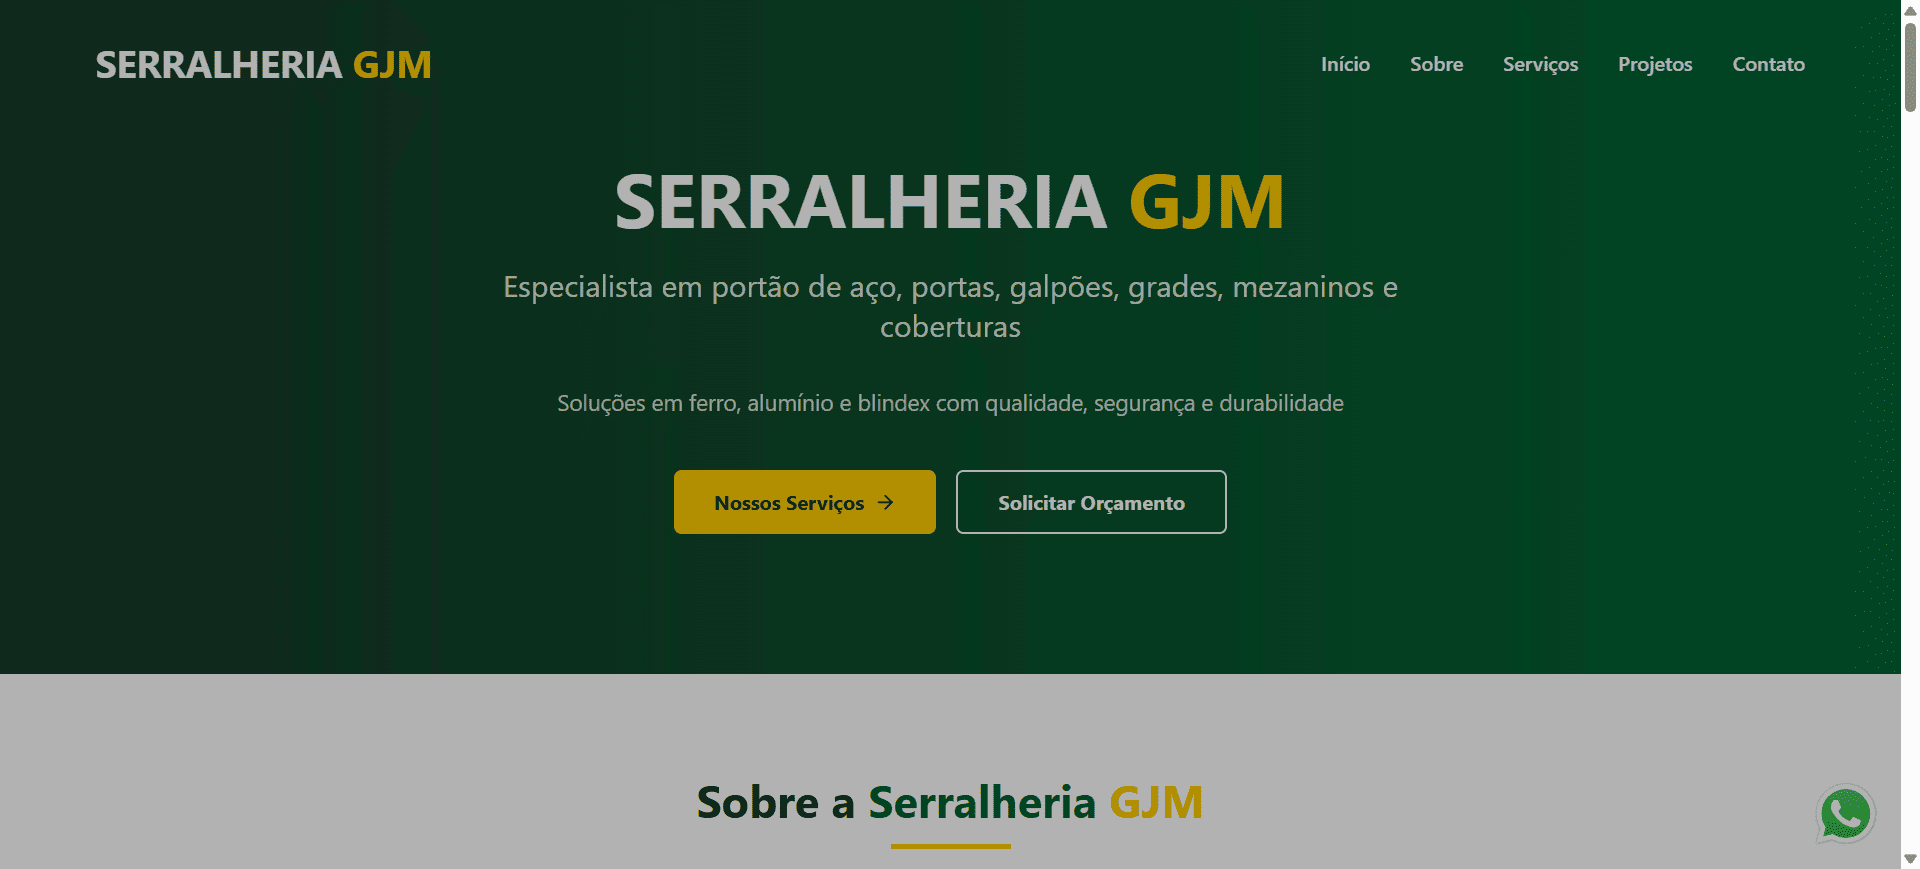 SERRALHERIA GJM
Início
Sobre
Serviços
Projetos
Contato
SERRALHERIA GJM
Especialista em portão de aço, portas, galpões, grades, mezaninos e
coberturas
Soluções em ferro, alumínio e blindex com qualidade, segurança e durabilidade
Nossos Serviços →
Solicitar Orçamento
Sobre a Serralheria GJM